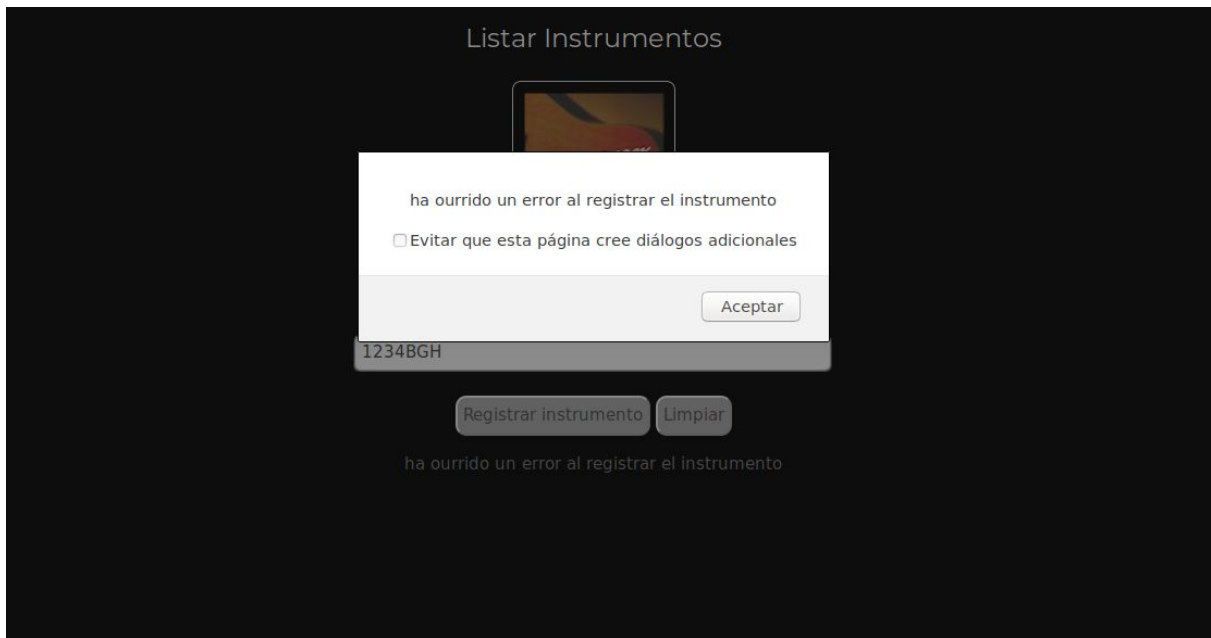 Listar Instrumentos
ha ourrido un error al registrar el instrumento
Evitar que esta página cree diálogos adicionales
Aceptar
1234BGH
Registrar instrumento Limpiar
ha ourrido un error al registrar el instrumento